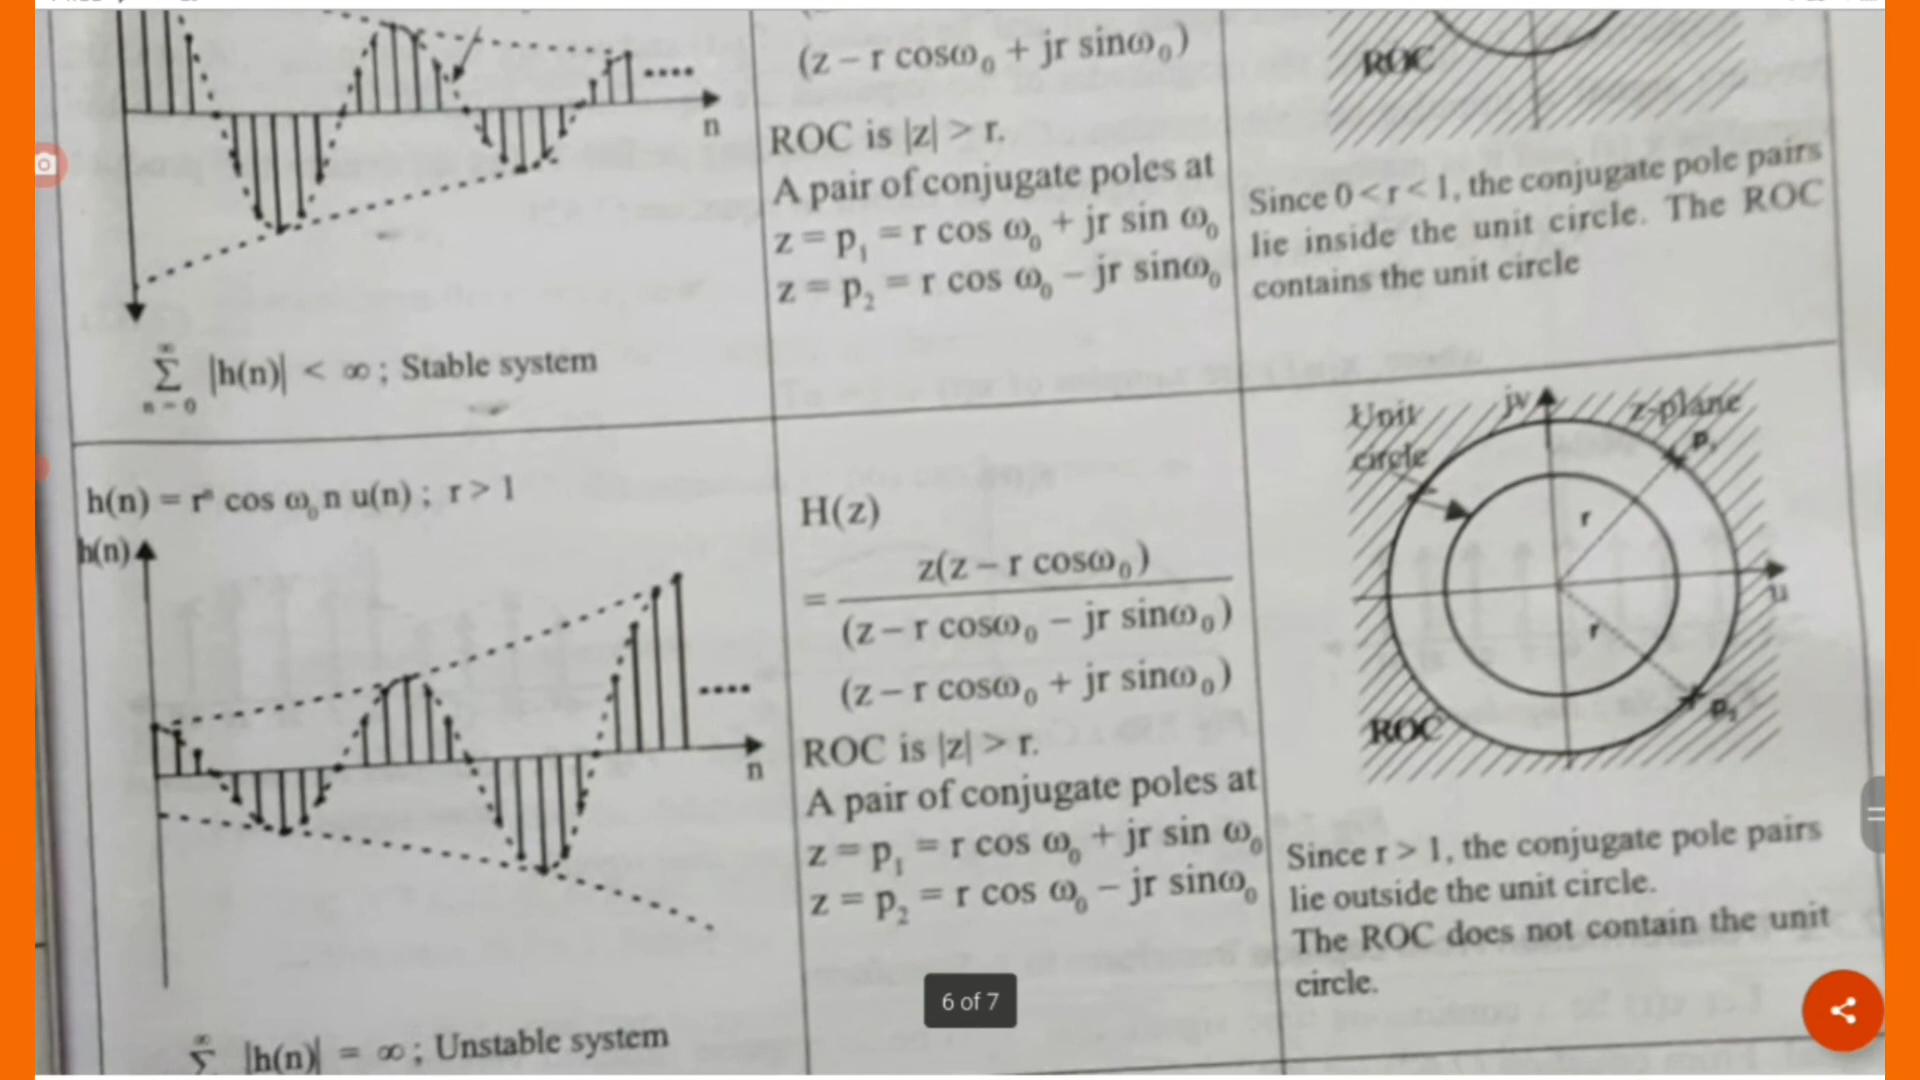 n
(z – r cosω₀ + jr sinω₀)
ROC is |z| > r.
A pair of conjugate poles at
z = p₁ = r cos ω₀ + jr sin ω₀
z = p₂ = r cos ω₀ – jr sinω₀
ROC
Since 0 < r < 1, the conjugate pole pairs
lie inside the unit circle. The ROC
contains the unit circle
∞
Σ |h(n)| < ∞ ; Stable system
n = 0
h(n) = rⁿ cos ω₀n u(n) ; r > 1
h(n)
n
∞
Σ |h(n)| = ∞ ; Unstable system
H(z)
= z(z – r cosω₀)
(z – r cosω₀ – jr sinω₀)
(z – r cosω₀ + jr sinω₀)
ROC is |z| > r.
A pair of conjugate poles at
z = p₁ = r cos ω₀ + jr sin ω₀
z = p₂ = r cos ω₀ – jr sinω₀
Unit
circle
jv
z-plane
p₁
r
u
r
p₂
ROC
Since r > 1, the conjugate pole pairs
lie outside the unit circle.
The ROC does not contain the unit
circle.
6 of 7